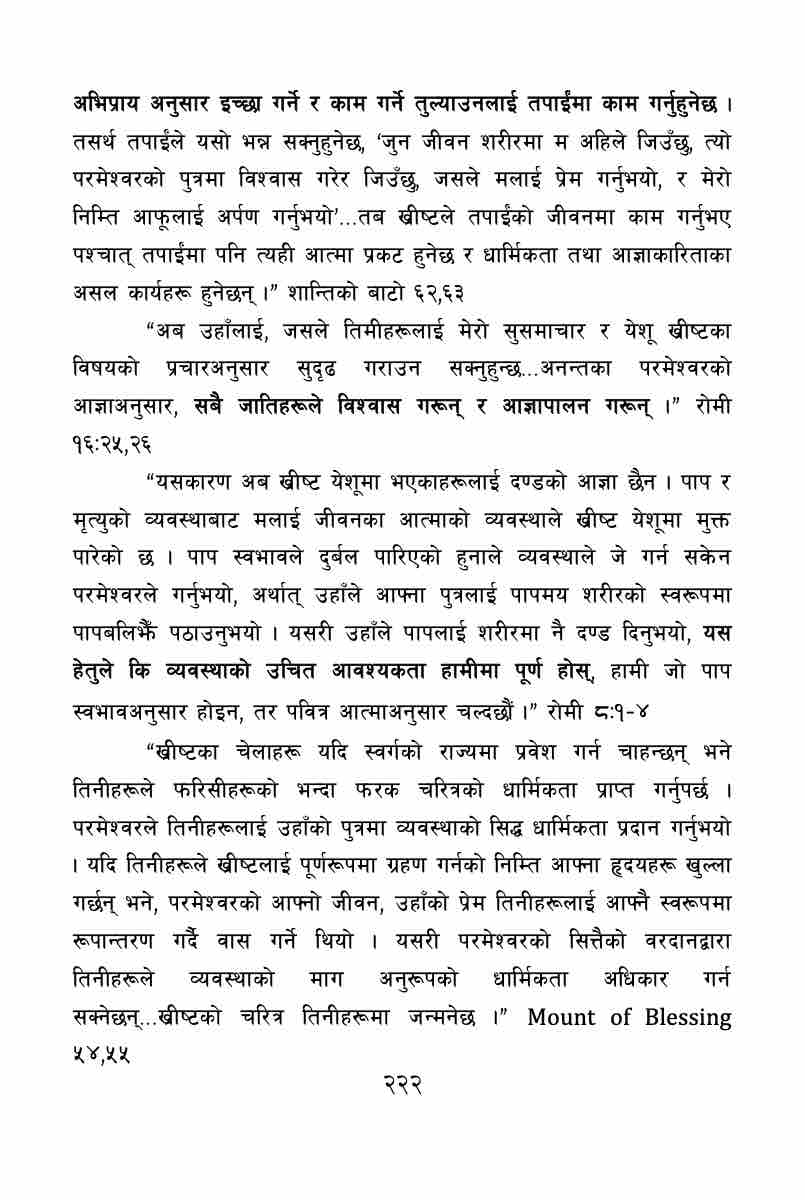 अभिप्राय अनुसार इच्छा गर्ने र काम गर्ने तुल्याउनलाई तपाईंमा काम गर्नुहुनेछ ।
तसर्थ तपाईंले यसो भन्न सक्नुहुनेछ, ‘जुन जीवन शरीरमा म अहिले जिउँछु, त्यो
परमेश्वरको पुत्रमा विश्वास गरेर जिउँछु, जसले मलाई प्रेम गर्नुभयो, र मेरो
निम्ति आफूलाई अर्पण गर्नुभयो’...तब ख्रीष्टले तपाईंको जीवनमा काम गर्नुभए
पश्चात् तपाईंमा पनि त्यही आत्मा प्रकट हुनेछ र धार्मिकता तथा आज्ञाकारिताका
असल कार्यहरू हुनेछन् ।” शान्तिको बाटो ६२,६३
“अब उहाँलाई, जसले तिमीहरूलाई मेरो सुसमाचार र येशू ख्रीष्टका
विषयको प्रचारअनुसार सुदृढ गराउन सक्नुहुन्छ...अनन्तका परमेश्वरको
आज्ञाअनुसार, सबै जातिहरूले विश्वास गरून् र आज्ञापालन गरून् ।” रोमी
१६:२५,२६
“यसकारण अब ख्रीष्ट येशूमा भएकाहरूलाई दण्डको आज्ञा छैन । पाप र
मृत्युको व्यवस्थाबाट मलाई जीवनका आत्माको व्यवस्थाले ख्रीष्ट येशूमा मुक्त
पारेको छ । पाप स्वभावले दुर्बल पारिएको हुनाले व्यवस्थाले जे गर्न सकेन
परमेश्वरले गर्नुभयो, अर्थात् उहाँले आफ्ना पुत्रलाई पापमय शरीरको स्वरूपमा
पापबलिझैं पठाउनुभयो । यसरी उहाँले पापलाई शरीरमा नै दण्ड दिनुभयो, यस
हेतुले कि व्यवस्थाको उचित आवश्यकता हामीमा पूर्ण होस्, हामी जो पाप
स्वभावअनुसार होइन, तर पवित्र आत्माअनुसार चल्दछौं ।” रोमी ८:१-४
“ख्रीष्टका चेलाहरू यदि स्वर्गको राज्यमा प्रवेश गर्न चाहन्छन् भने
तिनीहरूले फरिसीहरूको भन्दा फरक चरित्रको धार्मिकता प्राप्त गर्नुपर्छ ।
परमेश्वरले तिनीहरूलाई उहाँको पुत्रमा व्यवस्थाको सिद्ध धार्मिकता प्रदान गर्नुभयो
। यदि तिनीहरूले ख्रीष्टलाई पूर्णरूपमा ग्रहण गर्नको निम्ति आफ्ना हृदयहरू खुल्ला
गर्छन् भने, परमेश्वरको आफ्नो जीवन, उहाँको प्रेम तिनीहरूलाई आफ्नै स्वरूपमा
रूपान्तरण गर्दै वास गर्ने थियो । यसरी परमेश्वरको सित्तैको वरदानद्वारा
तिनीहरूले व्यवस्थाको माग अनुरूपको धार्मिकता अधिकार गर्न
सक्नेछन्...ख्रीष्टको चरित्र तिनीहरूमा जन्मनेछ ।” Mount of Blessing
५४,५५
२२२